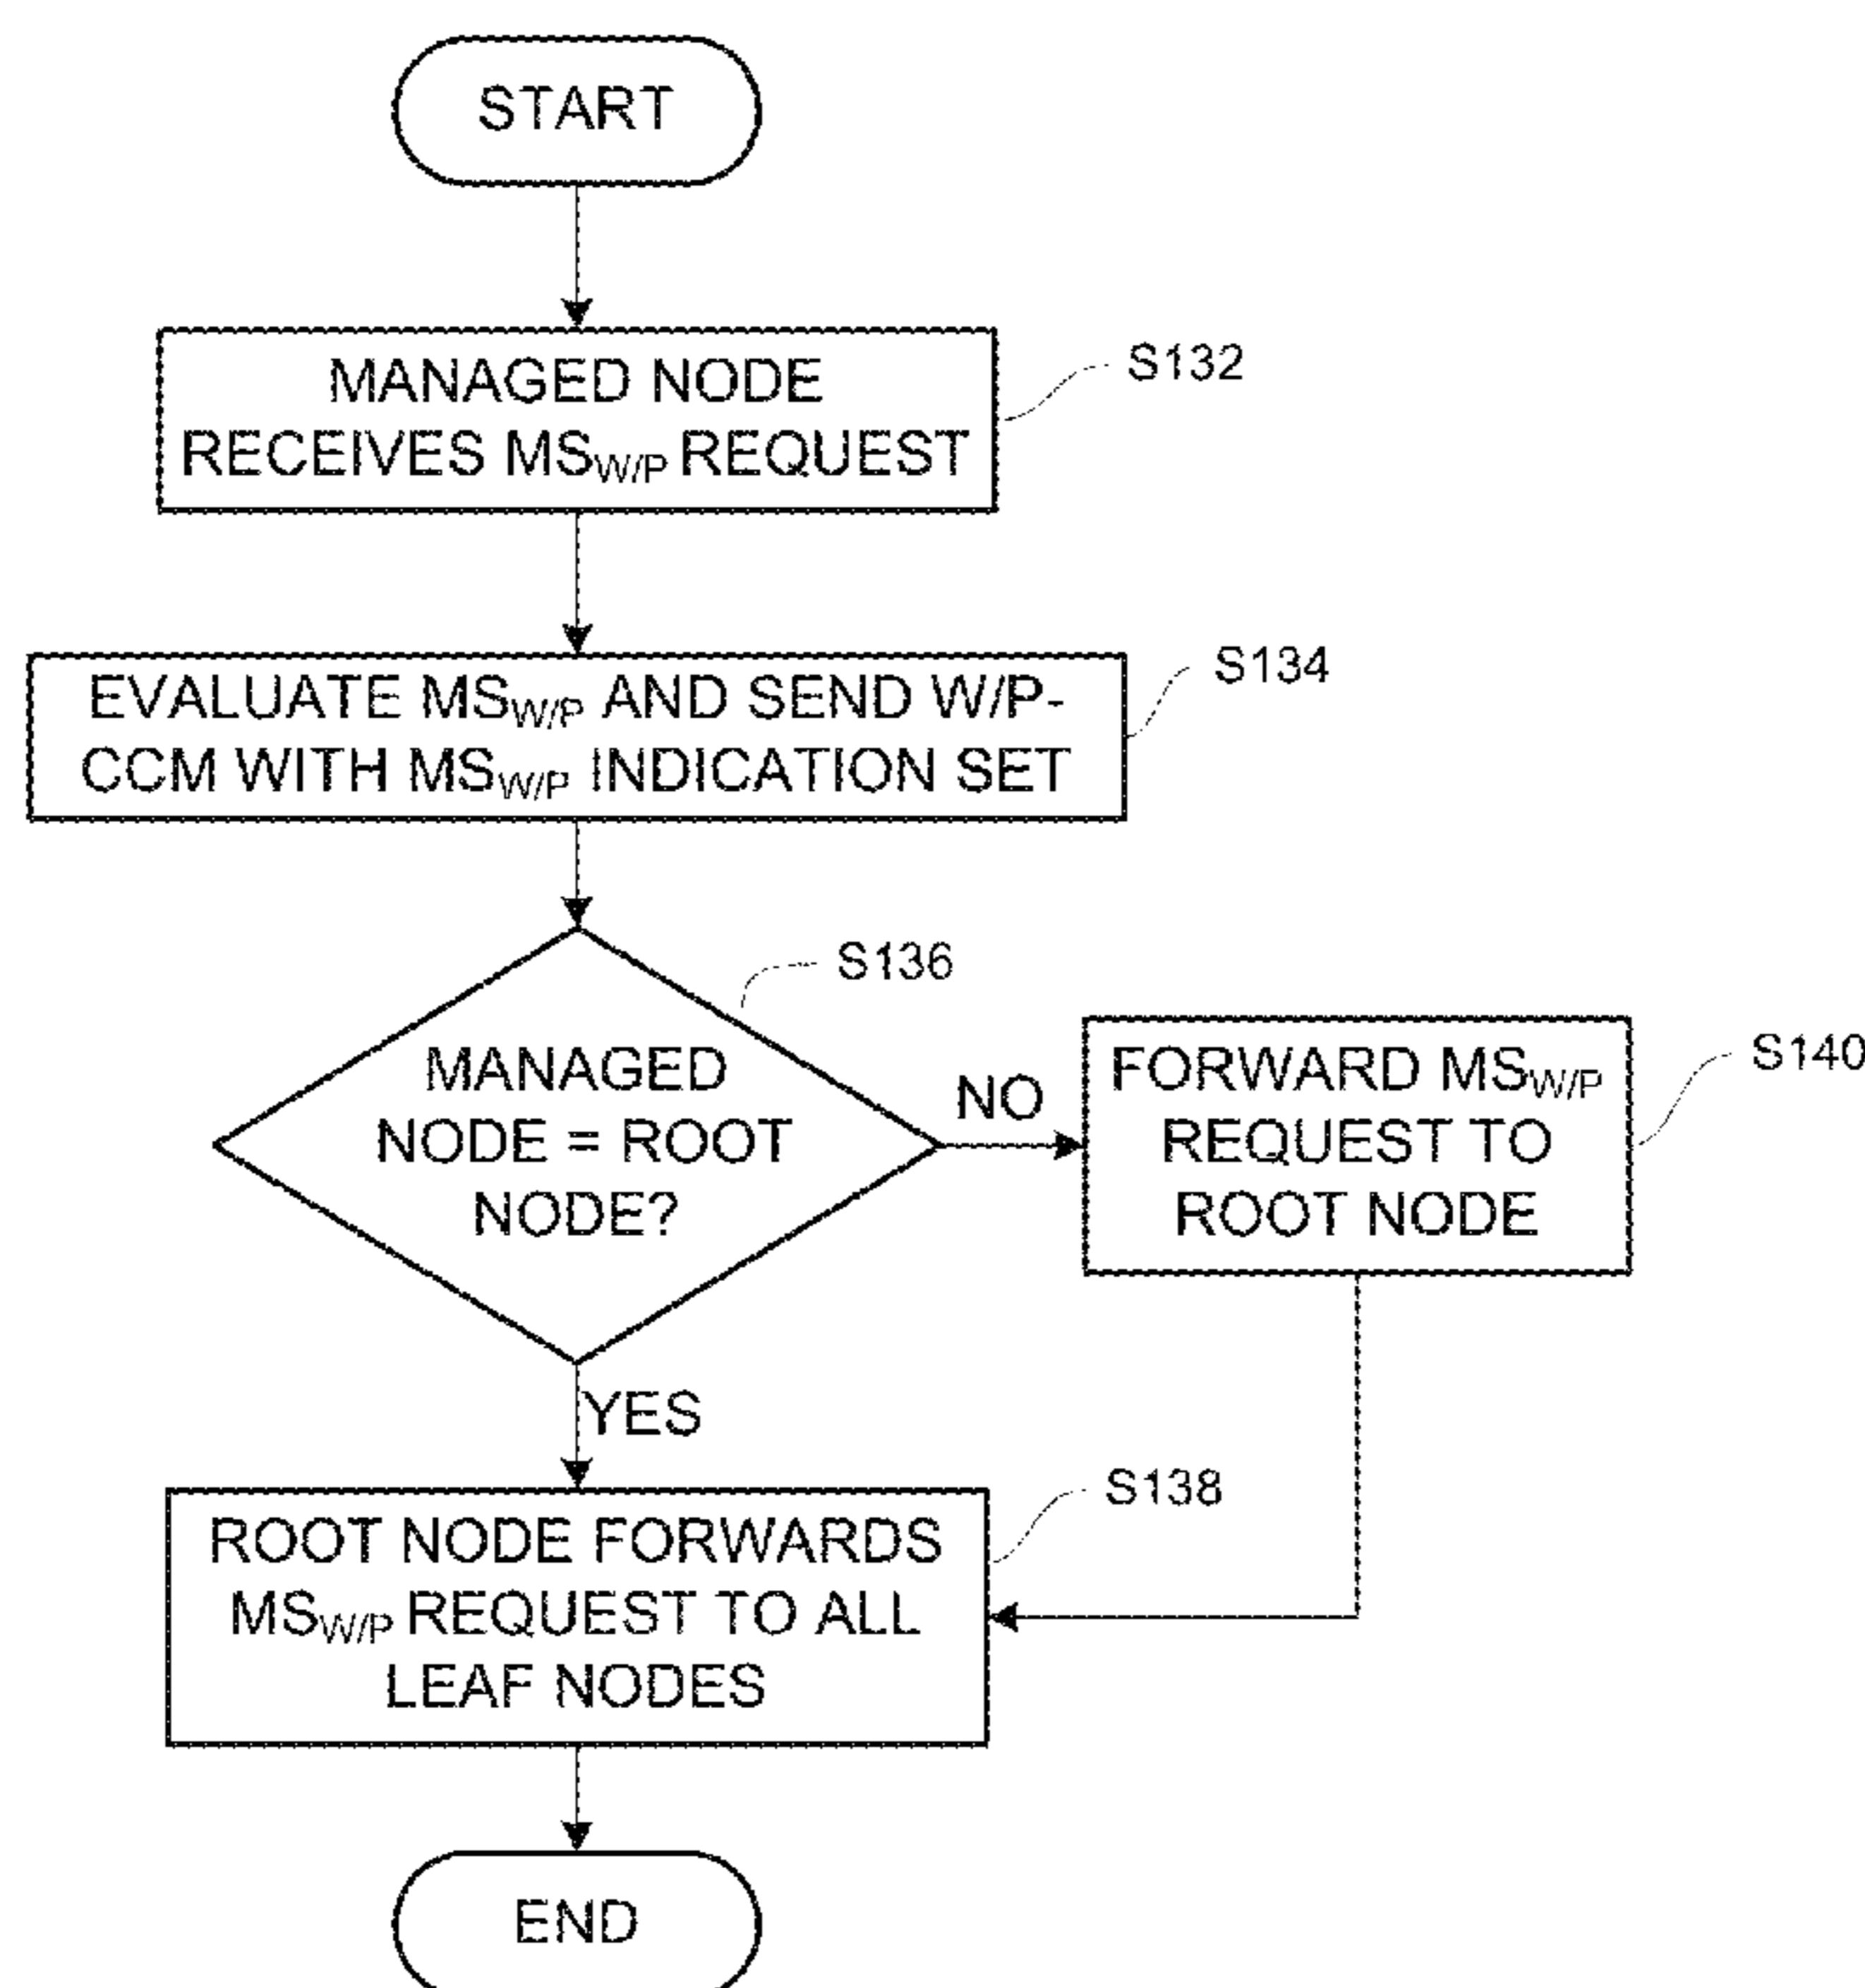 START
MANAGED NODE
RECEIVES MSW/P REQUEST
S132
EVALUATE MSW/P AND SEND W/P-
CCM WITH MSW/P INDICATION SET
S134
MANAGED
NODE = ROOT
NODE?
S136
NO
FORWARD MSW/P
REQUEST TO
ROOT NODE
S140
YES
ROOT NODE FORWARDS
MSW/P REQUEST TO ALL
LEAF NODES
S138
END